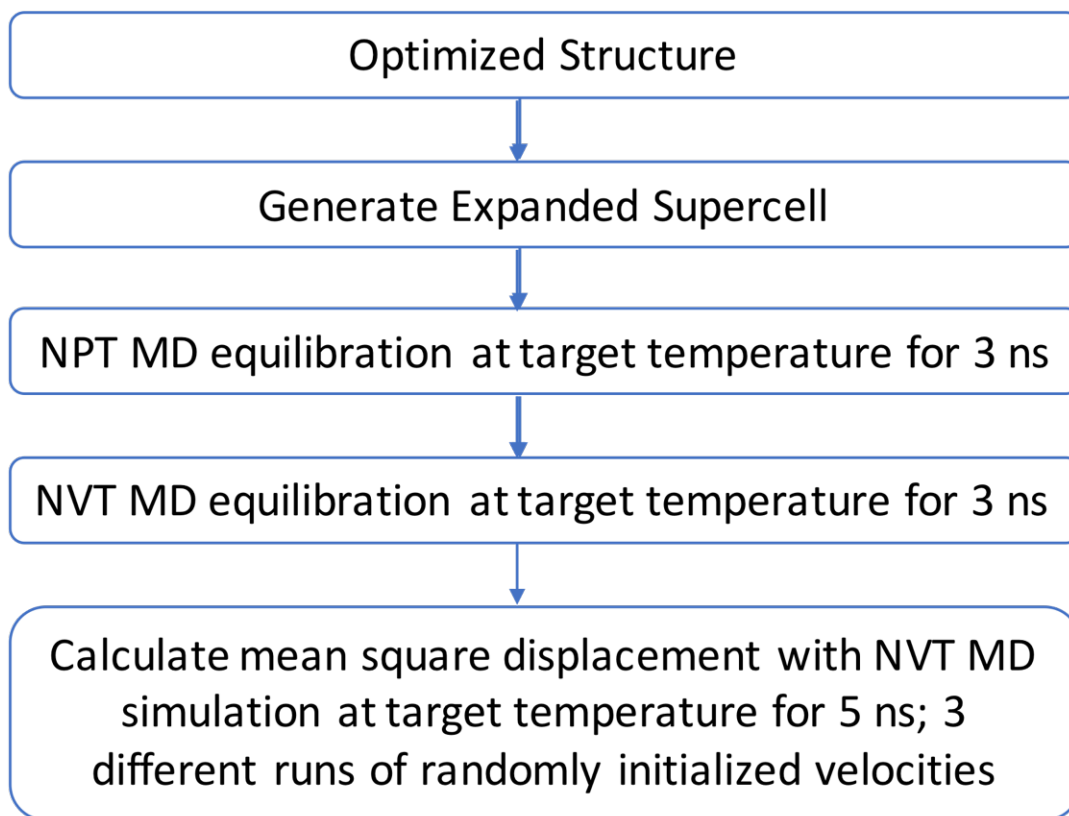 Optimized Structure
Generate Expanded Supercell
NPT MD equilibration at target temperature for 3 ns
NVT MD equilibration at target temperature for 3 ns
Calculate mean square displacement with NVT MD
simulation at target temperature for 5 ns; 3
different runs of randomly initialized velocities